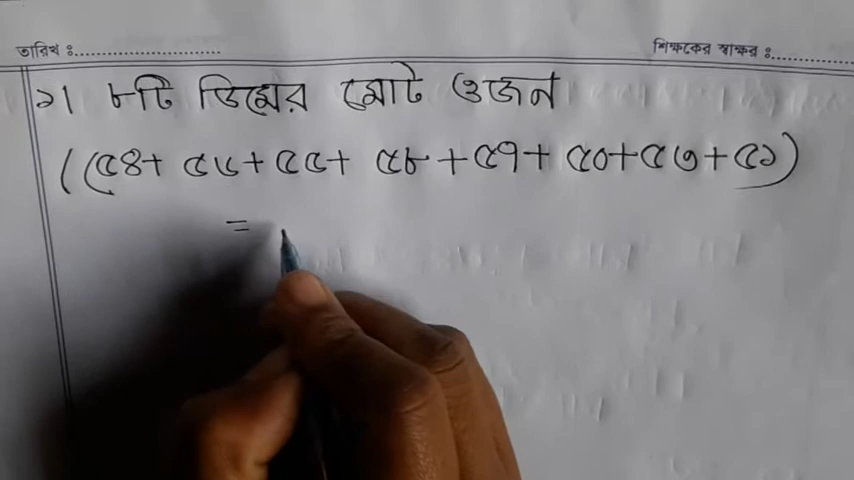 তারিখ ঃ.................................... শিক্ষকের স্বাক্ষর ঃ....................
১। ৮টি ডিমের মোট ওজন
((৫৪+ ৫৬+ ৫৫+ ৫৮+৫৭+ ৫০+৫৩+৫১)
=